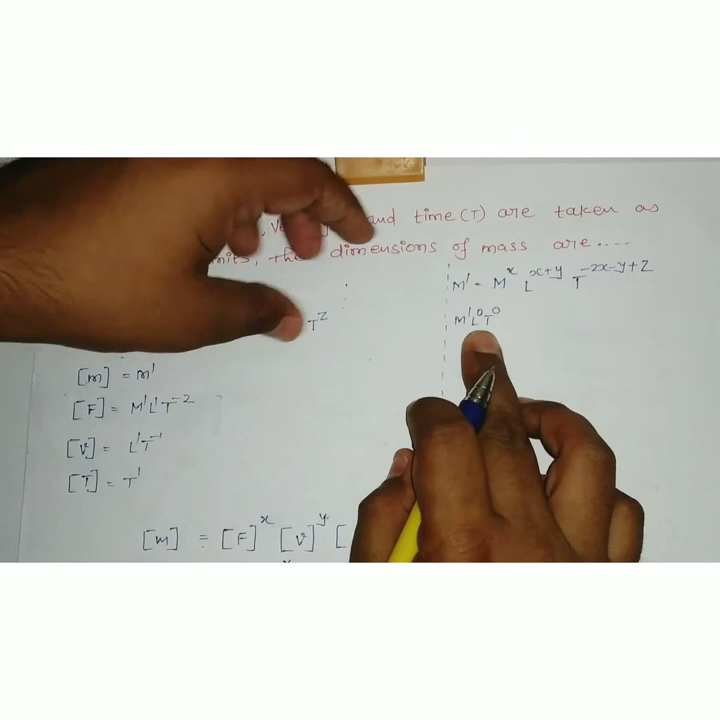 and time (T) are taken as
dimensions of mass are....
T^z
[m] = M¹
[F] = M¹L¹T⁻²
[V] = L¹T⁻¹
[T] = T¹
[m] = [F]^x [V]^y [
M¹ = M^x L^x+y T^-2x-y+z
M¹L⁰T⁰